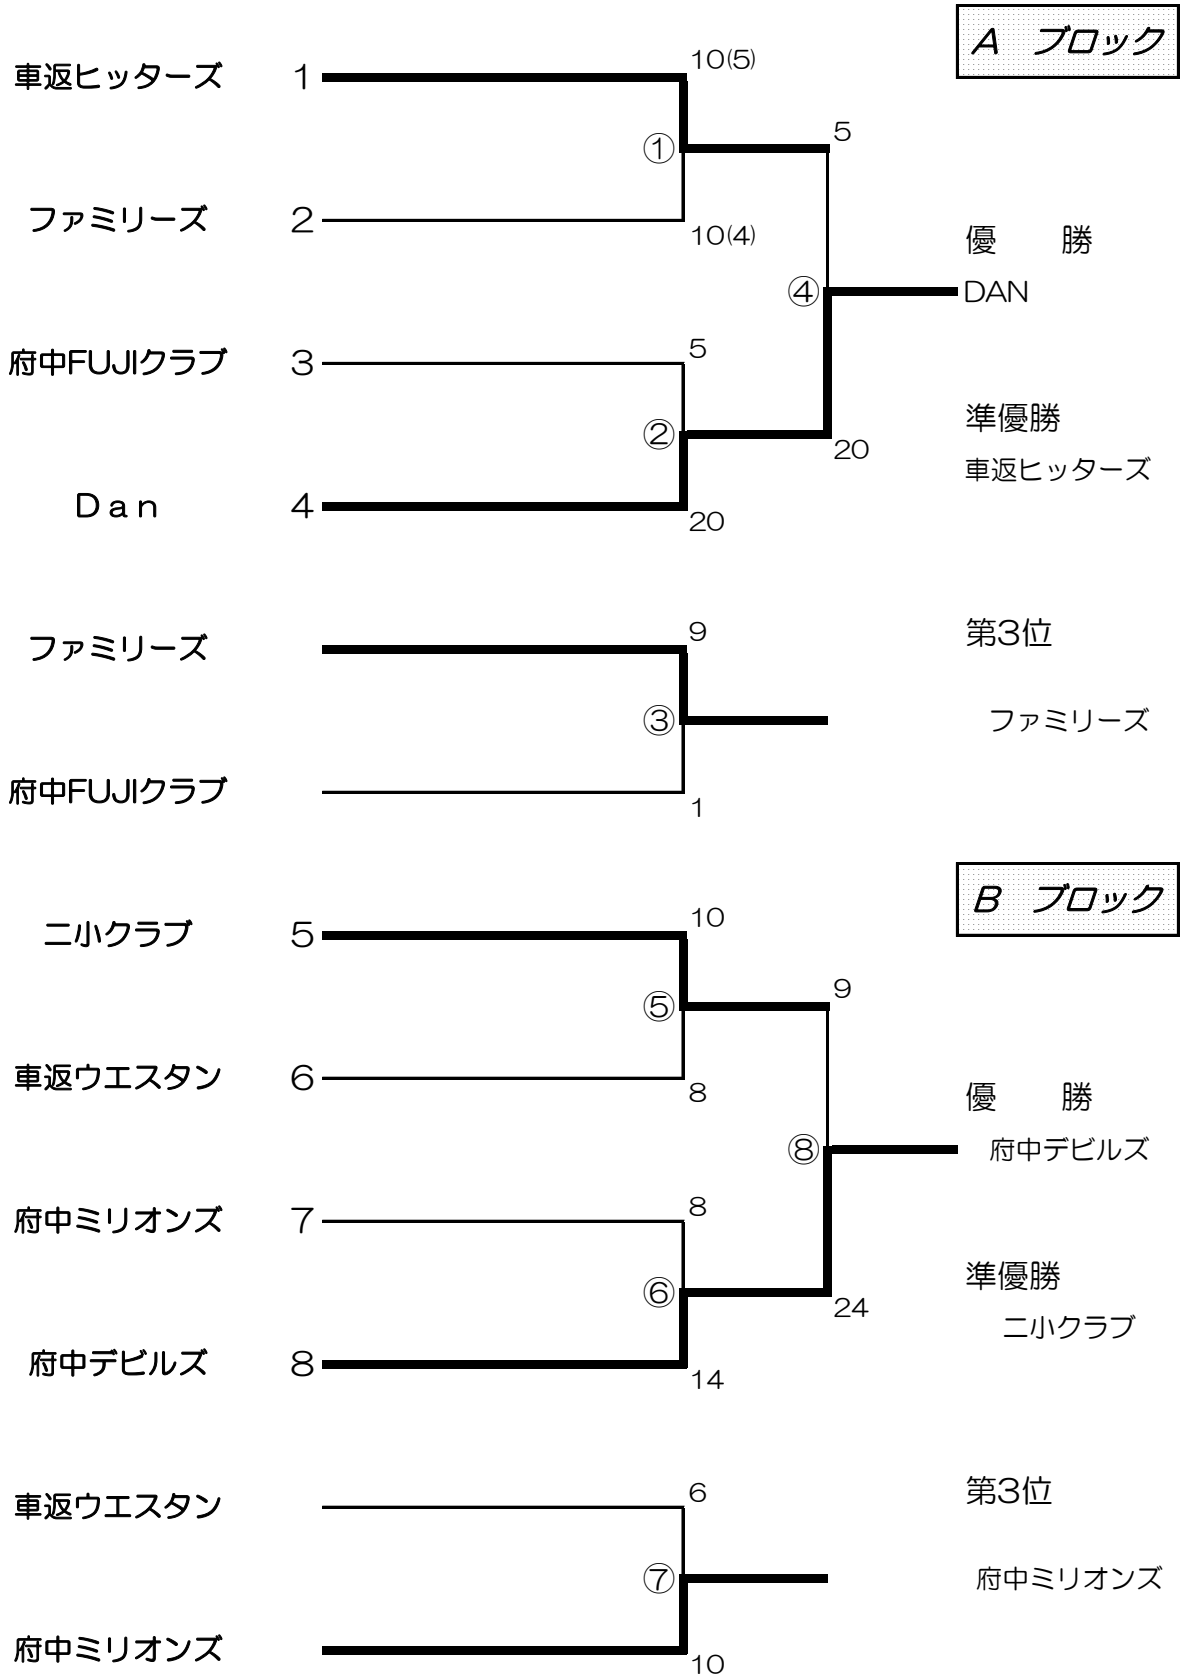 A　ブロック
10(5)
車返ヒッターズ　1
5
①
ファミリーズ　2
10(4)
優　勝
④ DAN
5
府中FUJIクラブ　3
準優勝
②
20
車返ヒッターズ
Dan　4
20
9
第3位
ファミリーズ
③
ファミリーズ
府中FUJIクラブ
1
B　ブロック
10
二小クラブ　5
9
⑤
車返ウエスタン　6
8
優　勝
⑧ 府中デビルズ
8
府中ミリオンズ　7
準優勝
⑥
24
二小クラブ
府中デビルズ　8
14
6
第3位
車返ウエスタン
⑦
府中ミリオンズ
府中ミリオンズ
10